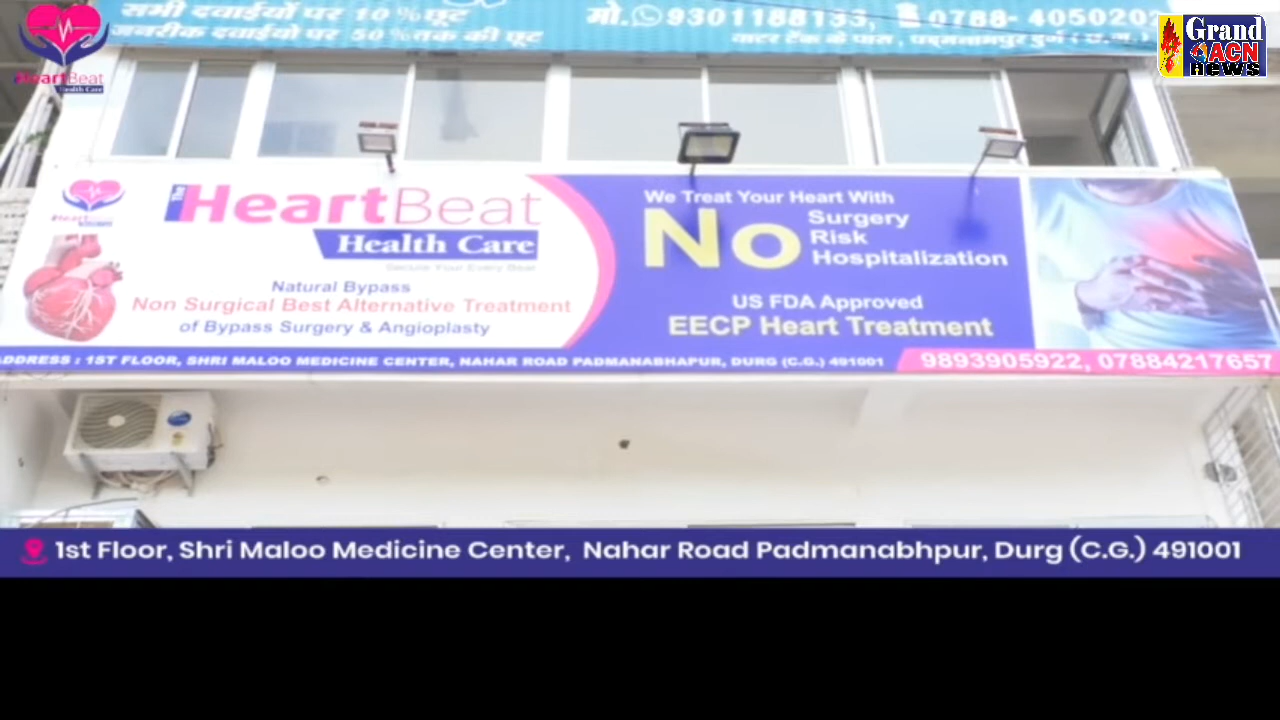 सभी दवाईयों पर 10% छूट
मो. 9301188133, 0788- 405020
जनरीक दवाईयों पर 50%तक की छूट
वाटर टैंक के पास, पद्मनाभपुर दुर्ग (छ.ग.)
HeartBeat
Health Care
Grand
ACN
News
The HeartBeat
Health Care
Secure Your Every Beat
Natural Bypass
Non Surgical Best Alternative Treatment
of Bypass Surgery & Angioplasty
We Treat Your Heart With
No Surgery
Risk
Hospitalization
US FDA Approved
EECP Heart Treatment
ADDRESS : 1ST FLOOR, SHRI MALOO MEDICINE CENTER, NAHAR ROAD PADMANABHAPUR, DURG (C.G.) 491001
9893905922, 07884217657
1st Floor, Shri Maloo Medicine Center, Nahar Road Padmanabhpur, Durg (C.G.) 491001